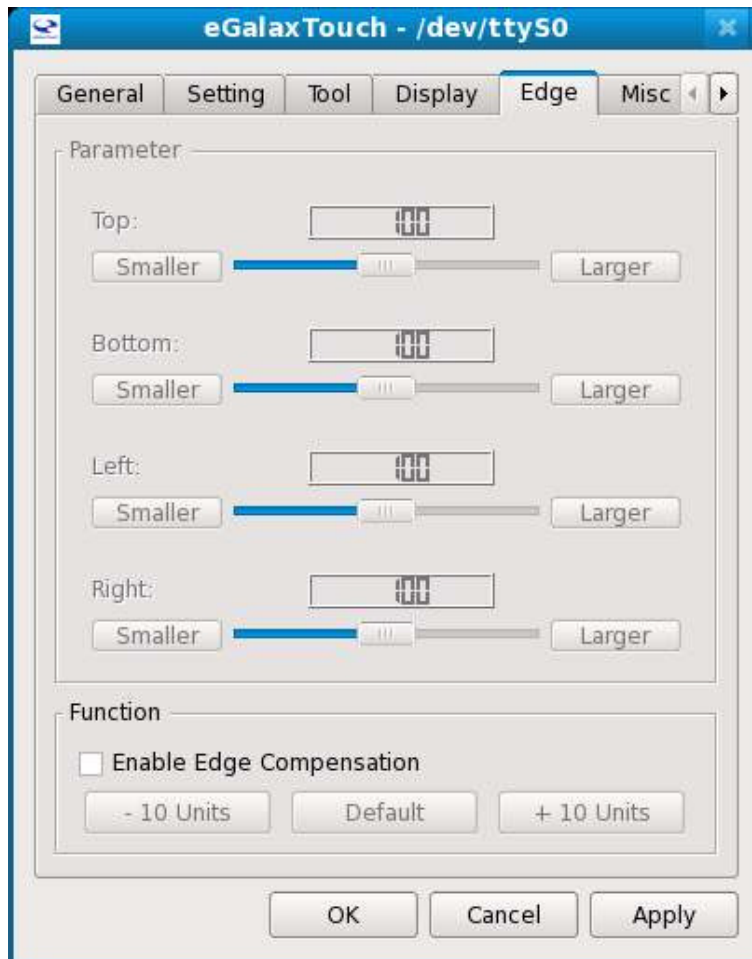 eGalaxTouch - /dev/ttyS0
General Setting Tool Display Edge Misc
Parameter
Top: 100
Smaller Larger
Bottom: 100
Smaller Larger
Left: 100
Smaller Larger
Right: 100
Smaller Larger
Function
Enable Edge Compensation
- 10 Units Default + 10 Units
OK Cancel Apply